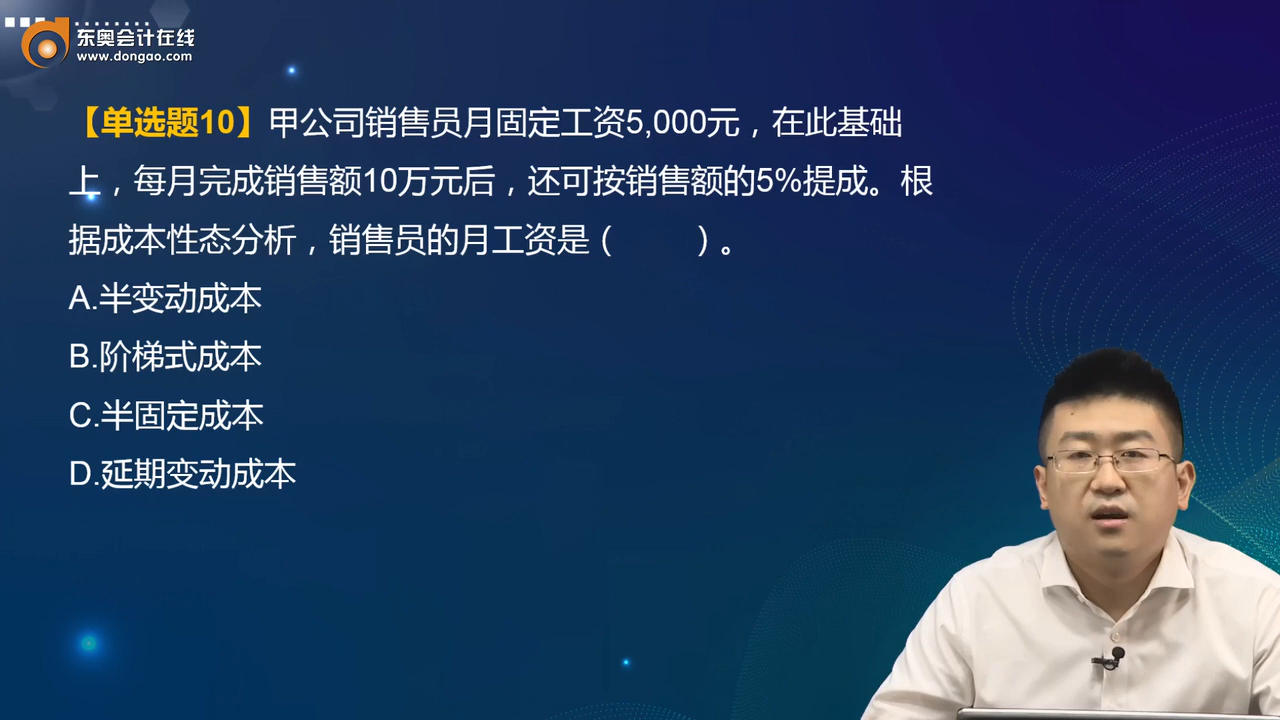 东奥会计在线
www.dongao.com
【单选题10】甲公司销售员月固定工资5,000元，在此基础
上，每月完成销售额10万元后，还可按销售额的5%提成。根
据成本性态分析，销售员的月工资是（　　）。
A.半变动成本
B.阶梯式成本
C.半固定成本
D.延期变动成本